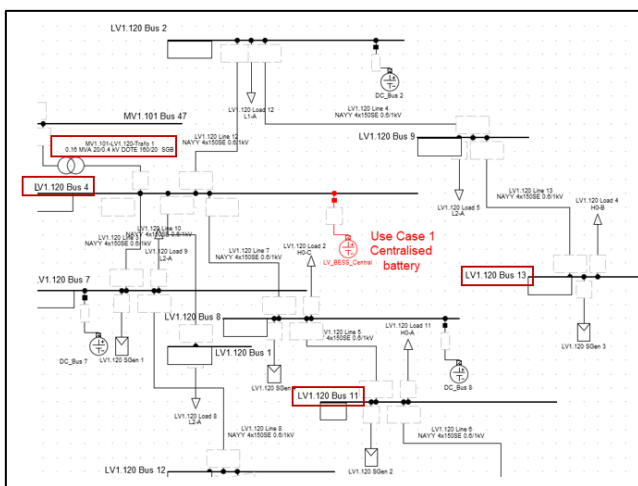 LV1.120 Bus 2
DC_Bus 2
LV1.120 Load 12
L1-A
LV1.120 Line 4
NAYY 4x150SE 0.6/1kV
MV1.101 Bus 47
LV1.120 Line 12
NAYY 4x150SE 0.6/1kV
LV1.120 Bus 9
MV1.101-LV1.120-Trafo 1
0.16 MVA 20/0.4 kV DOTE 160/20 SGB
LV1.120 Line 13
NAYY 4x150SE 0.6/1kV
LV1.120 Load 4
H0-B
LV1.120 Bus 4
LV1.120 Load 5
L2-A
Use Case 1
Centralised
battery
LV_BESS_Central
LV1.120 Line 10
NAYY 4x150SE 0.6/1kV
LV1.120 Load 9
L2-A
LV1.120 Line 7
NAYY 4x150SE 0.6/1kV
LV1.120 Load 2
H0-C
LV1.120 Bus 7
LV1.120 Bus 13
LV1.120 Bus 8
LV1.120 Line 5
NAYY 4x150SE 0.6/1kV
LV1.120 Load 11
H0-A
LV1.120 SGen 3
LV1.120 Bus 1
DC_Bus 7
LV1.120 SGen 1
LV1.120 SGen
DC_Bus 8
LV1.120 Bus 11
LV1.120 Load 8
L2-A
LV1.120 Line 8
NAYY 4x150SE 0.6/1kV
LV1.120 Line 6
NAYY 4x150SE 0.6/1kV
LV1.120 SGen 2
LV1.120 Bus 12